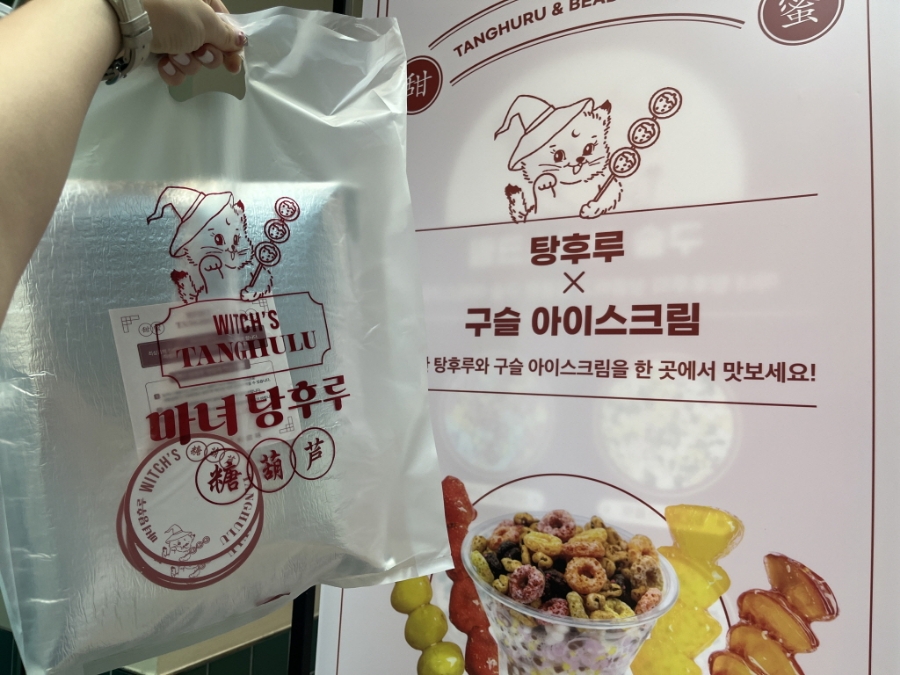 WITCH'S
TANGHULU
마녀 탕후루
糖葫芦
WITCH'S
TANGHULU
TANGHURU &
甜
蜜
탕후루
×
구슬 아이스크림
탕후루와 구슬 아이스크림을 한 곳에서 맛보세요!